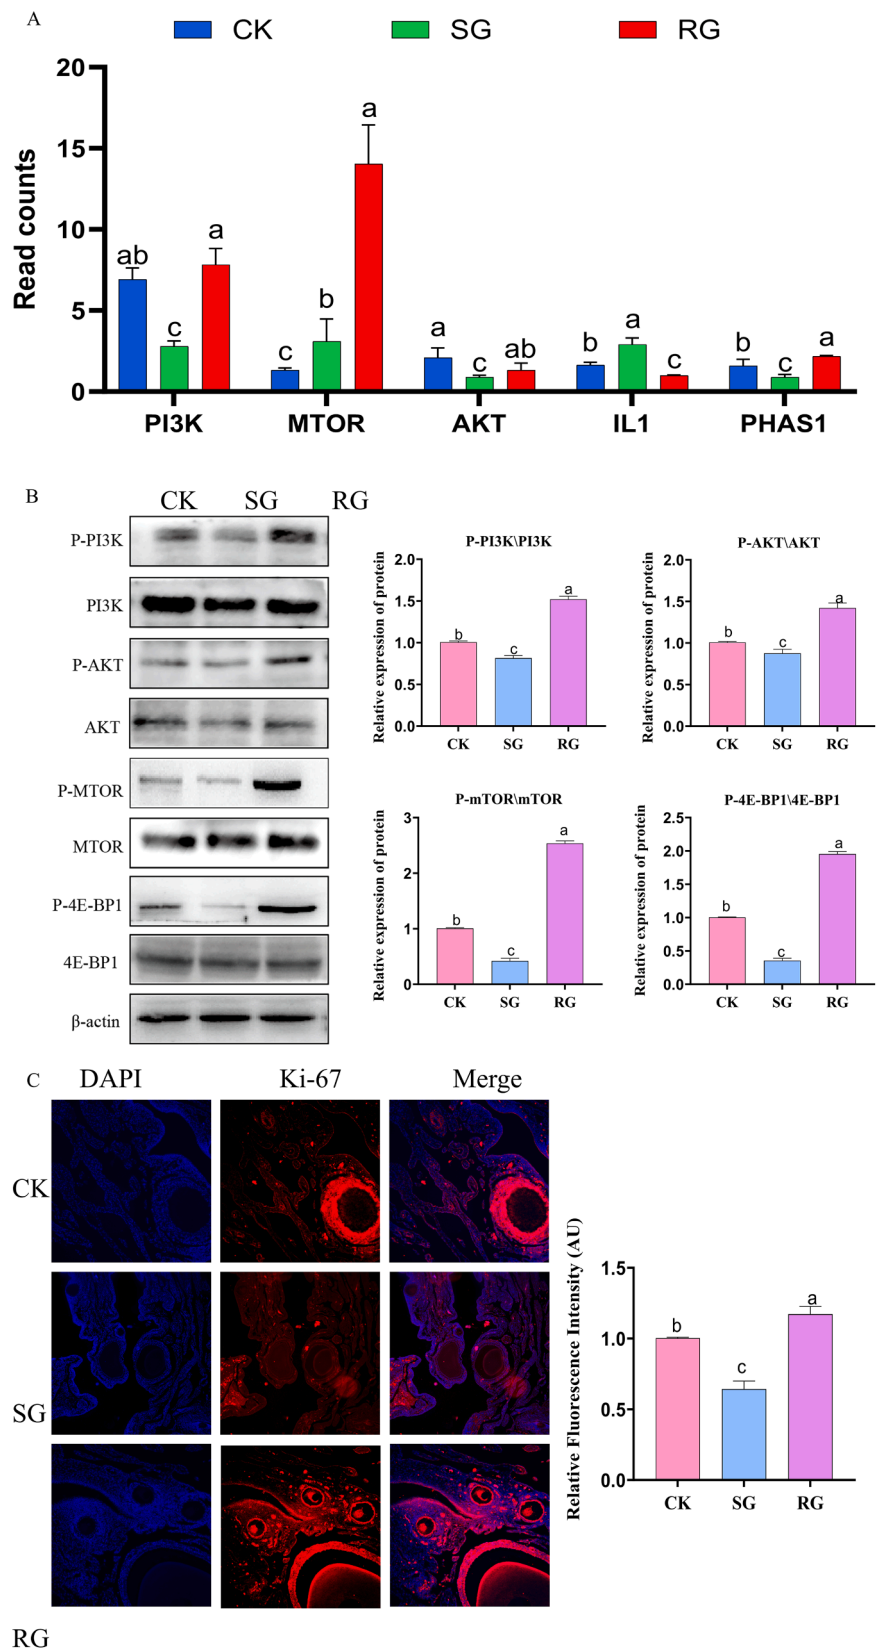 A
CK SG RG
20
15
10
5
0
Read counts
ab c a
c b a
a c ab
b a c
b c a
PI3K MTOR AKT IL1 PHAS1
B
CK SG RG
P-PI3K
PI3K
P-AKT
AKT
P-MTOR
MTOR
P-4E-BP1
4E-BP1
β-actin
P-PI3K\PI3K
Relative expression of protein
2.0
1.5
1.0
0.5
0.0
b c a
CK SG RG
P-AKT\AKT
Relative expression of protein
2.0
1.5
1.0
0.5
0.0
b c a
CK SG RG
P-mTOR\mTOR
Relative expression of protein
3
2
1
0
b c a
CK SG RG
P-4E-BP1\4E-BP1
Relative expression of protein
2.5
2.0
1.5
1.0
0.5
0.0
b c a
CK SG RG
C
DAPI Ki-67 Merge
CK
SG
RG
Relative Fluorescence Intensity (AU)
1.5
1.0
0.5
0.0
b c a
CK SG RG